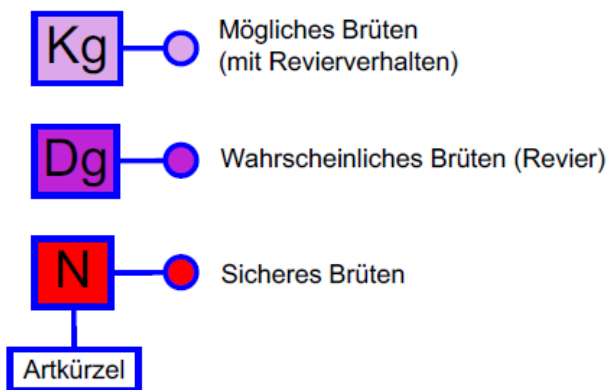 Kg
Mögliches Brüten
(mit Revierverhalten)
Dg
Wahrscheinliches Brüten (Revier)
N
Sicheres Brüten
Artkürzel